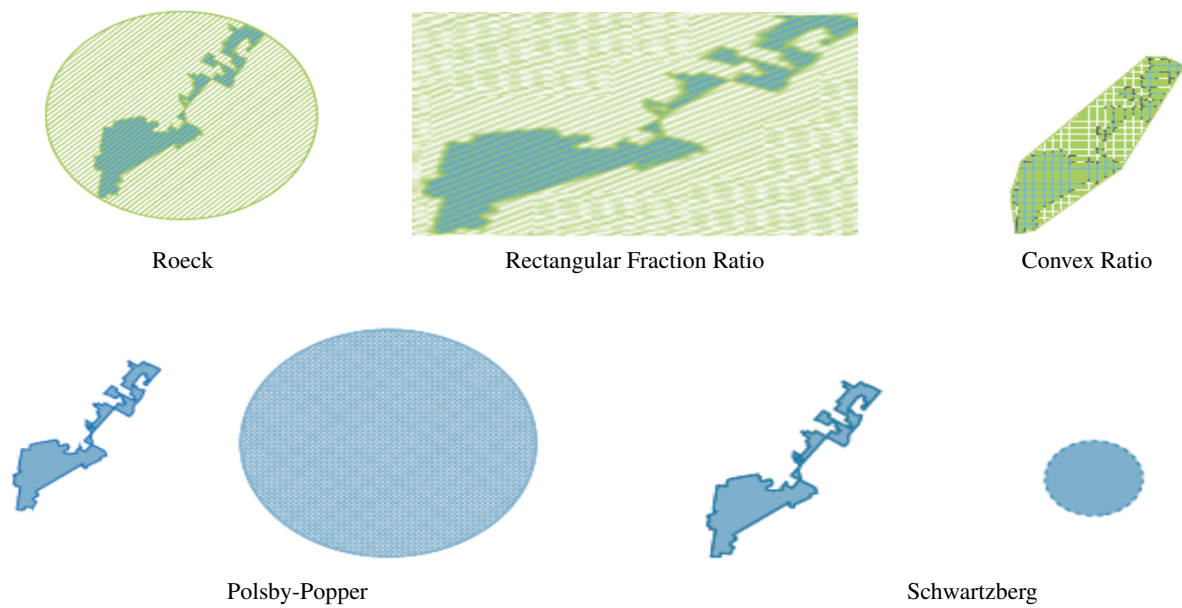 Roeck
Rectangular Fraction Ratio
Convex Ratio
Polsby-Popper
Schwartzberg